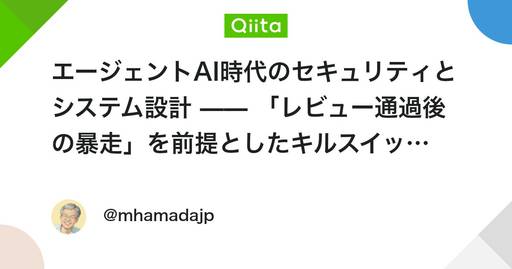 Qiita
エージェントAI時代のセキュリティと
システム設計 —— 「レビュー通過後
の暴走」を前提としたキルスイッ…
@mhamadajp